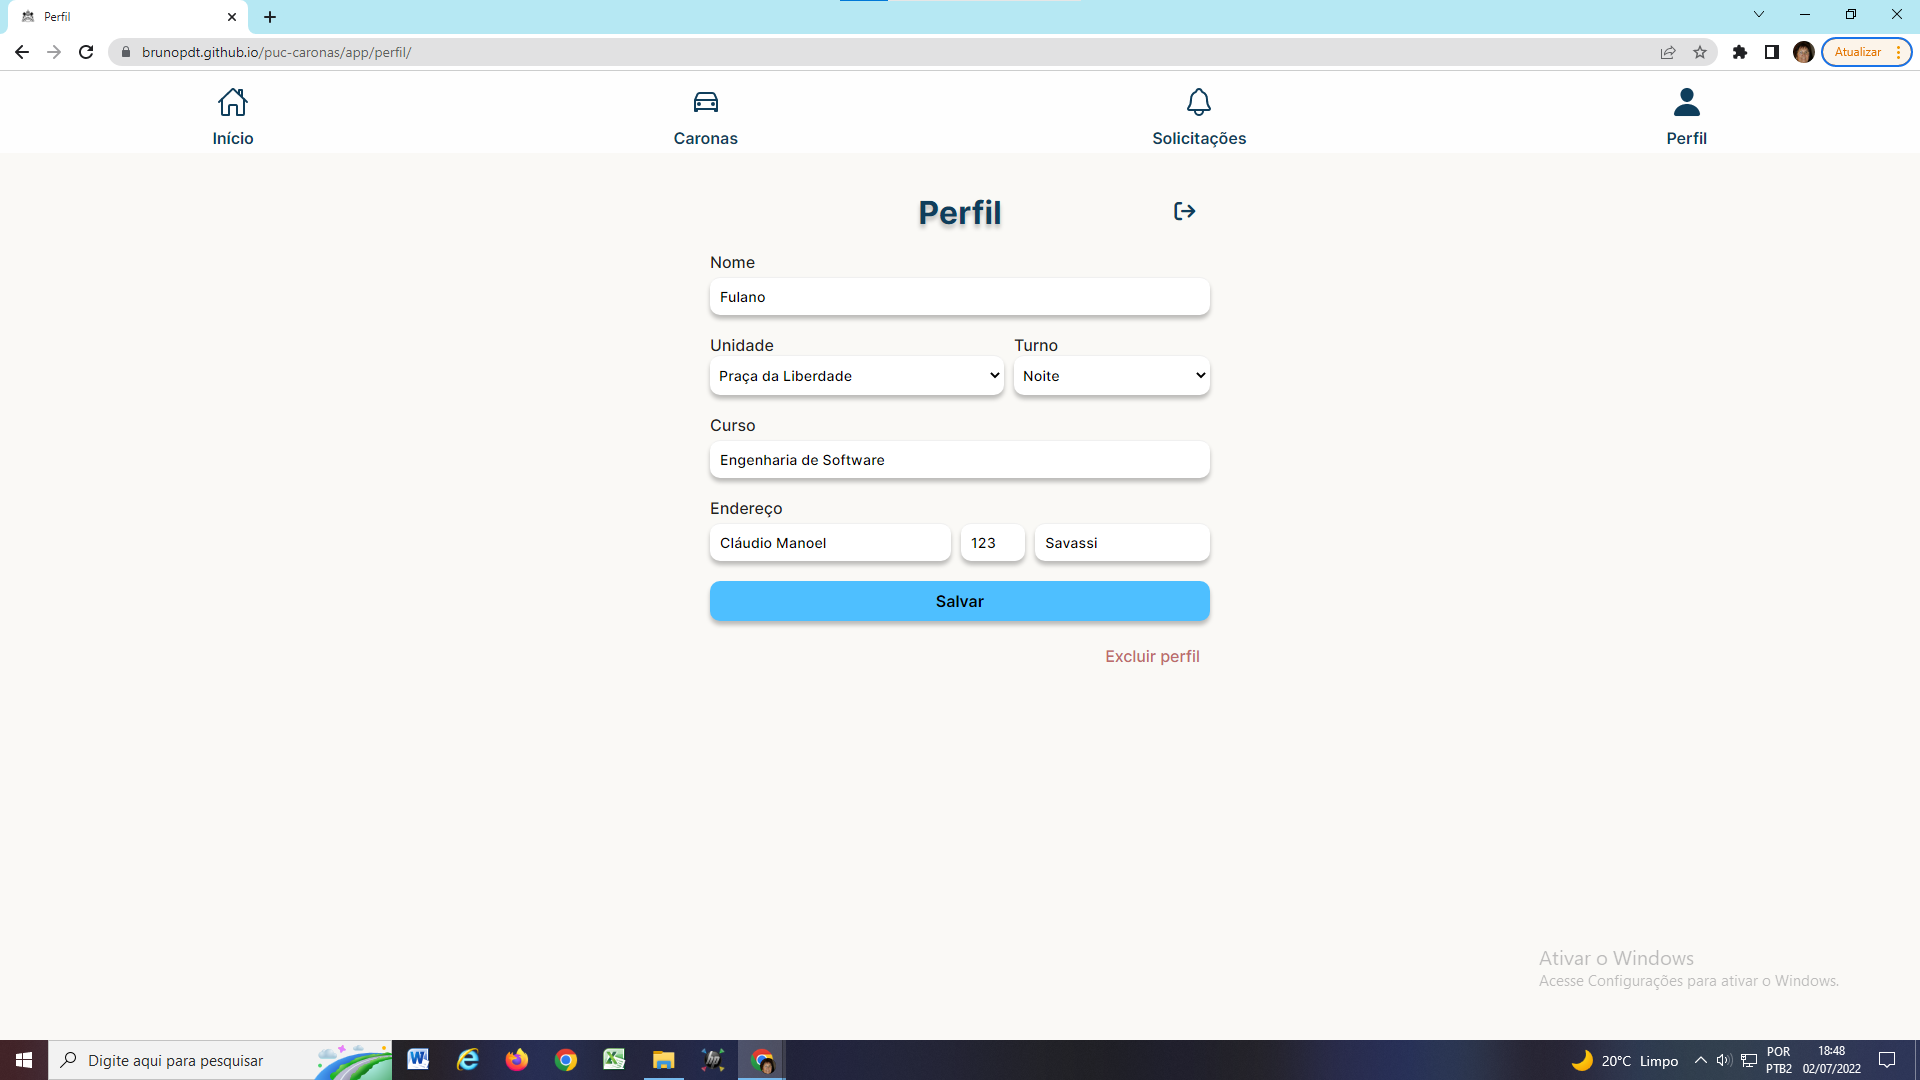 Perfil
brunopdt.github.io/puc-caronas/app/perfil/
Atualizar
Início
Caronas
Solicitações
Perfil
Perfil
Nome
Fulano
Unidade Turno
Praça da Liberdade Noite
Curso
Engenharia de Software
Endereço
Cláudio Manoel 123 Savassi
Salvar
Excluir perfil
Ativar o Windows
Acesse Configurações para ativar o Windows.
Digite aqui para pesquisar
20°C Limpo
POR
PTB2
18:48
02/07/2022